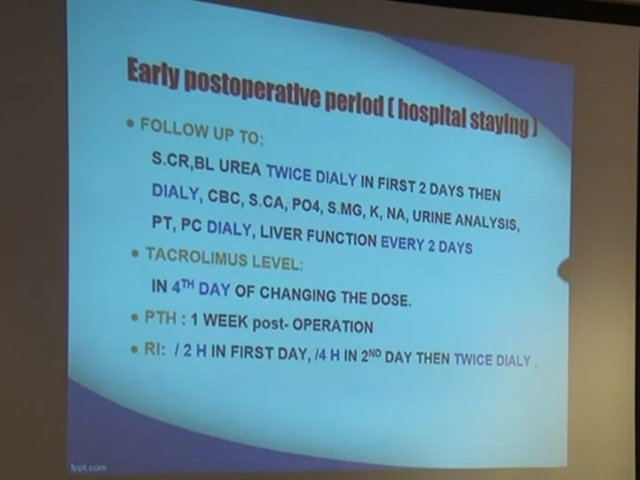 Early postoperative period ( hospital staying )
• FOLLOW UP TO:
S.CR,BL UREA TWICE DIALY IN FIRST 2 DAYS THEN
DIALY, CBC, S.CA, PO4, S.MG, K, NA, URINE ANALYSIS,
PT, PC DIALY, LIVER FUNCTION EVERY 2 DAYS
• TACROLIMUS LEVEL:
IN 4TH DAY OF CHANGING THE DOSE.
• PTH : 1 WEEK post- OPERATION
• RI: / 2 H IN FIRST DAY, /4 H IN 2ND DAY THEN TWICE DIALY .
fppt.com